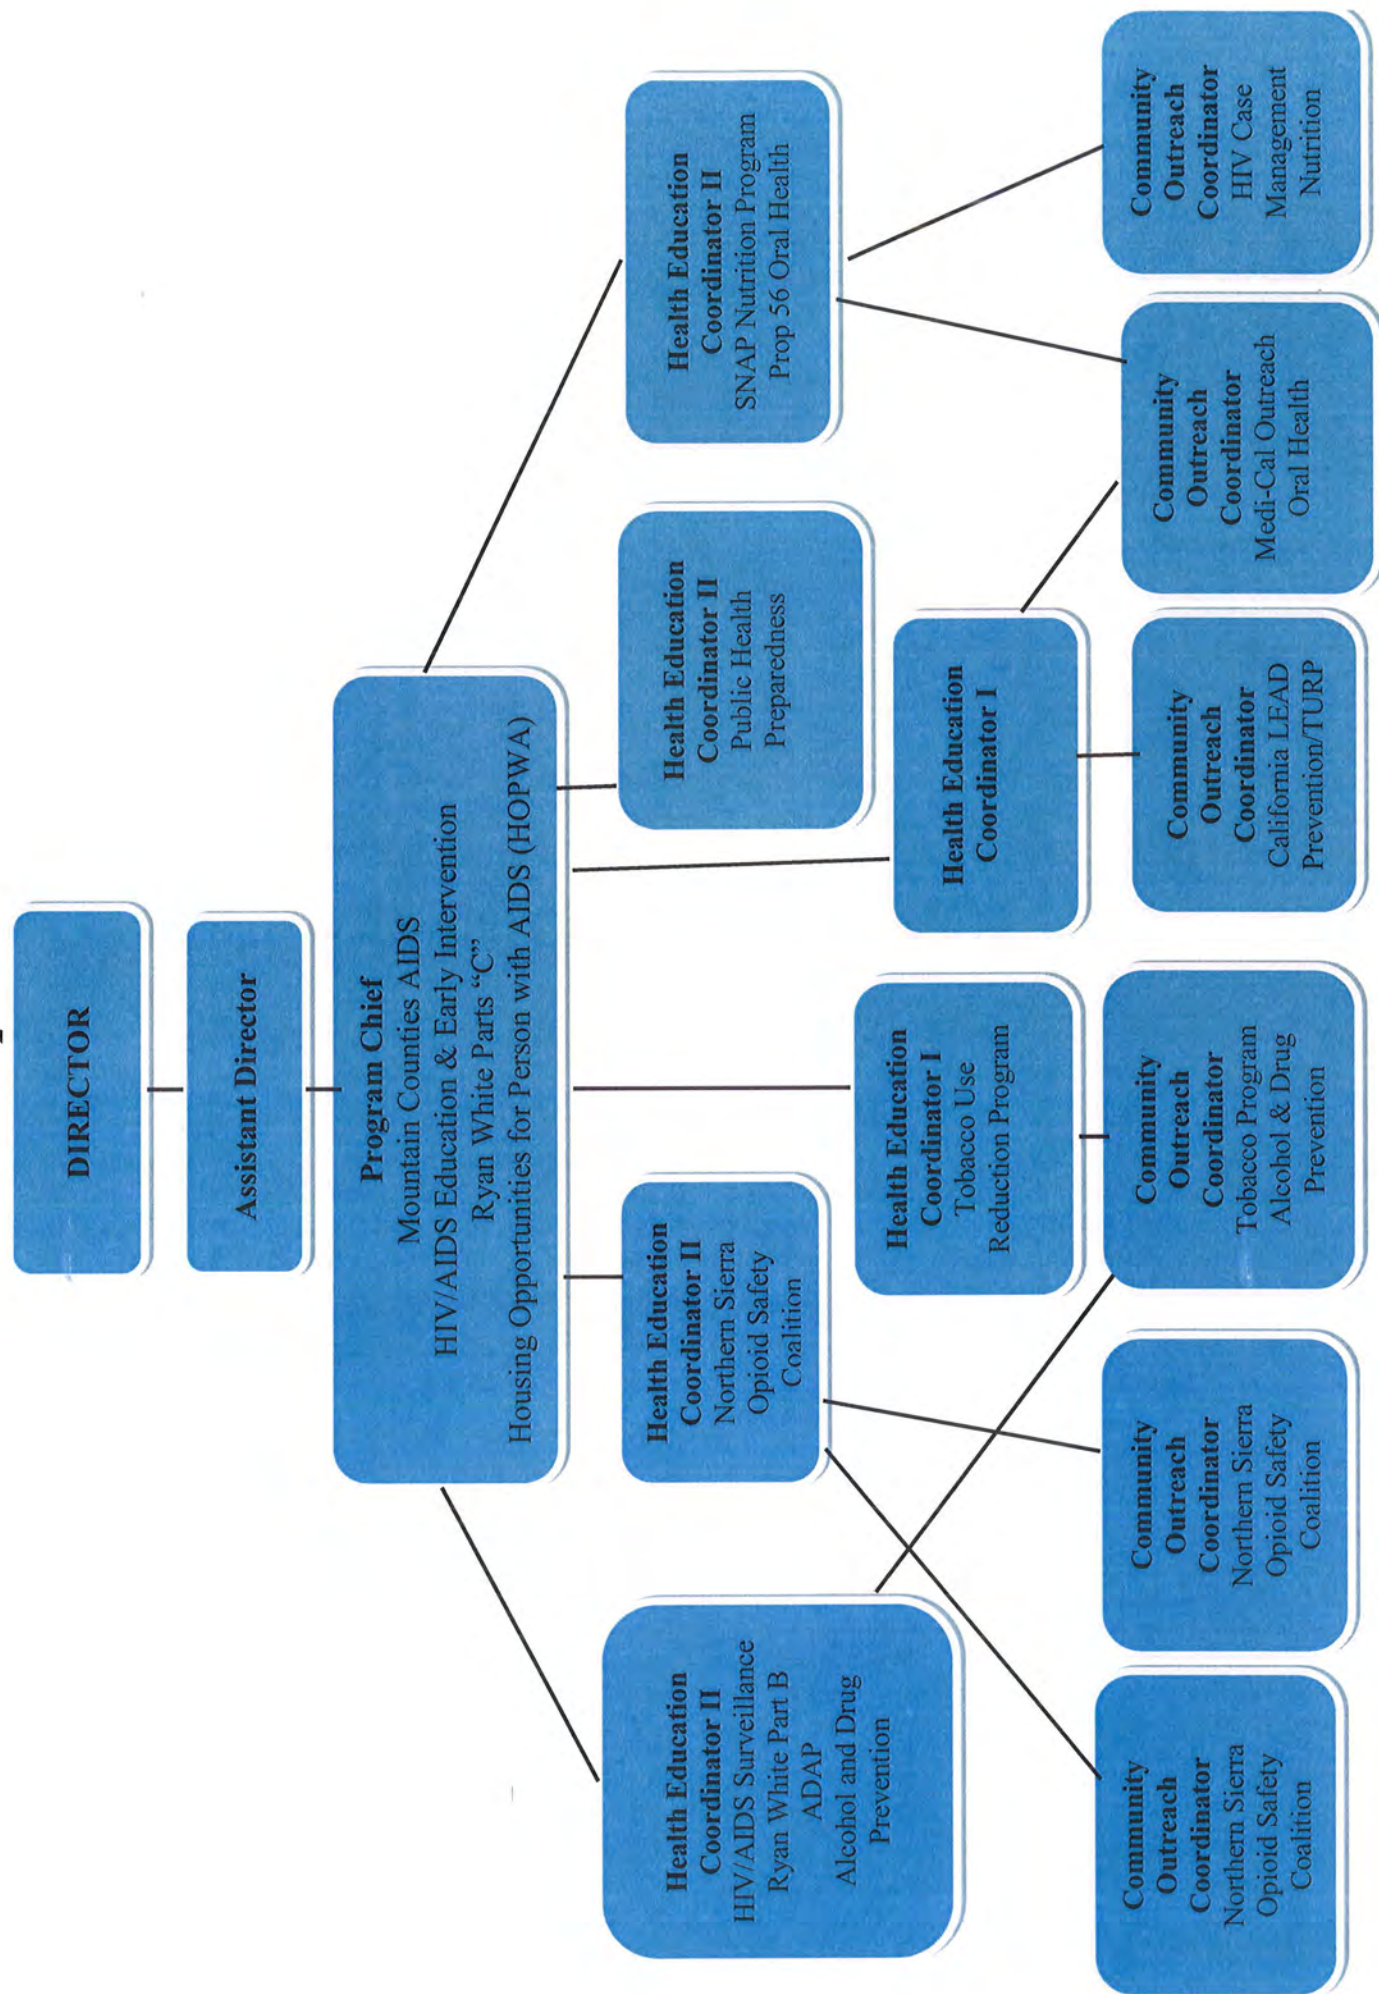 DIRECTOR
Assistant Director
Program Chief
Mountain Counties AIDS
HIV/AIDS Education & Early Intervention
Ryan White Parts “C”
Housing Opportunities for Person with AIDS (HOPWA)
Health Education
Coordinator II
HIV/AIDS Surveillance
Ryan White Part B
ADAP
Alcohol and Drug
Prevention
Health Education
Coordinator II
Northern Sierra
Opioid Safety
Coalition
Health Education
Coordinator II
Public Health
Preparedness
Health Education
Coordinator II
SNAP Nutrition Program
Prop 56 Oral Health
Health Education
Coordinator I
Tobacco Use
Reduction Program
Health Education
Coordinator I
Community
Outreach
Coordinator
Northern Sierra
Opioid Safety
Coalition
Community
Outreach
Coordinator
Northern Sierra
Opioid Safety
Coalition
Community
Outreach
Coordinator
Tobacco Program
Alcohol & Drug
Prevention
Community
Outreach
Coordinator
California LEAD
Prevention/TURP
Community
Outreach
Coordinator
Medi-Cal Outreach
Oral Health
Community
Outreach
Coordinator
HIV Case
Management
Nutrition